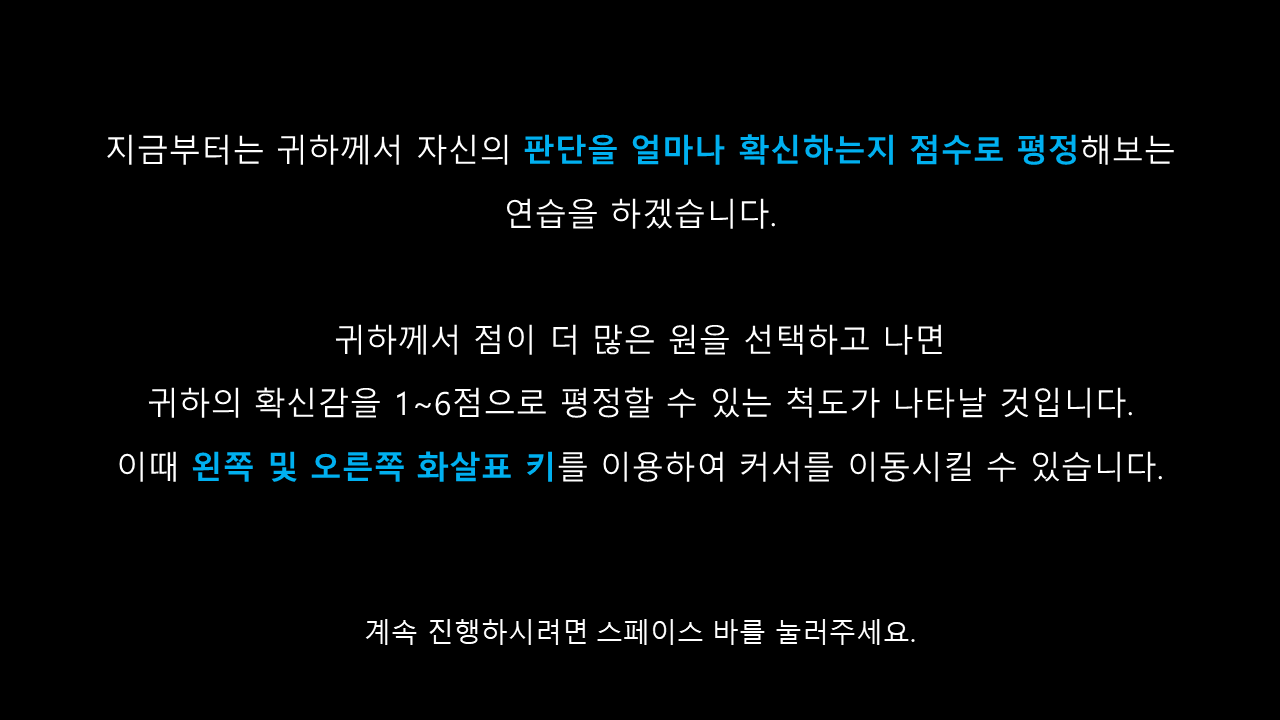 지금부터는 귀하께서 자신의 판단을 얼마나 확신하는지 점수로 평정해보는
연습을 하겠습니다.
귀하께서 점이 더 많은 원을 선택하고 나면
귀하의 확신감을 1~6점으로 평정할 수 있는 척도가 나타날 것입니다.
이때 왼쪽 및 오른쪽 화살표 키를 이용하여 커서를 이동시킬 수 있습니다.
계속 진행하시려면 스페이스 바를 눌러주세요.